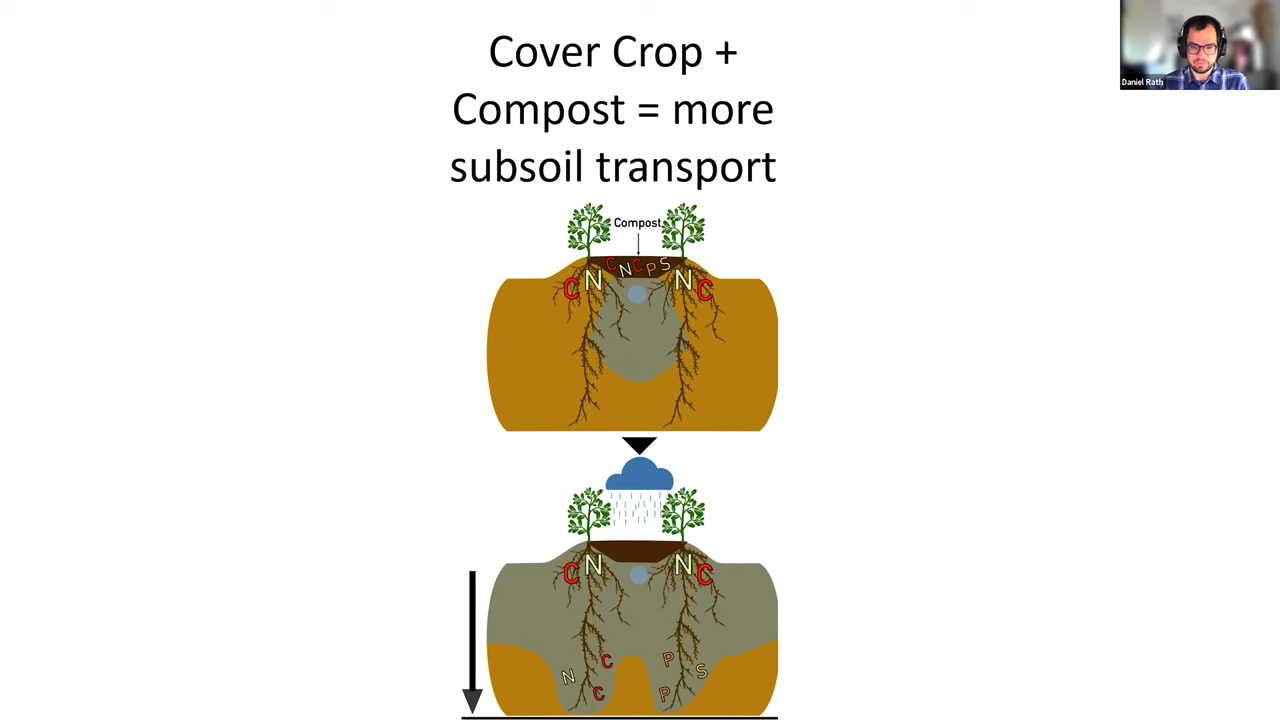 Cover Crop +
Compost = more
subsoil transport
Daniel Rath
Compost
C N C P S
C N N C
C N N C
N C C P P S